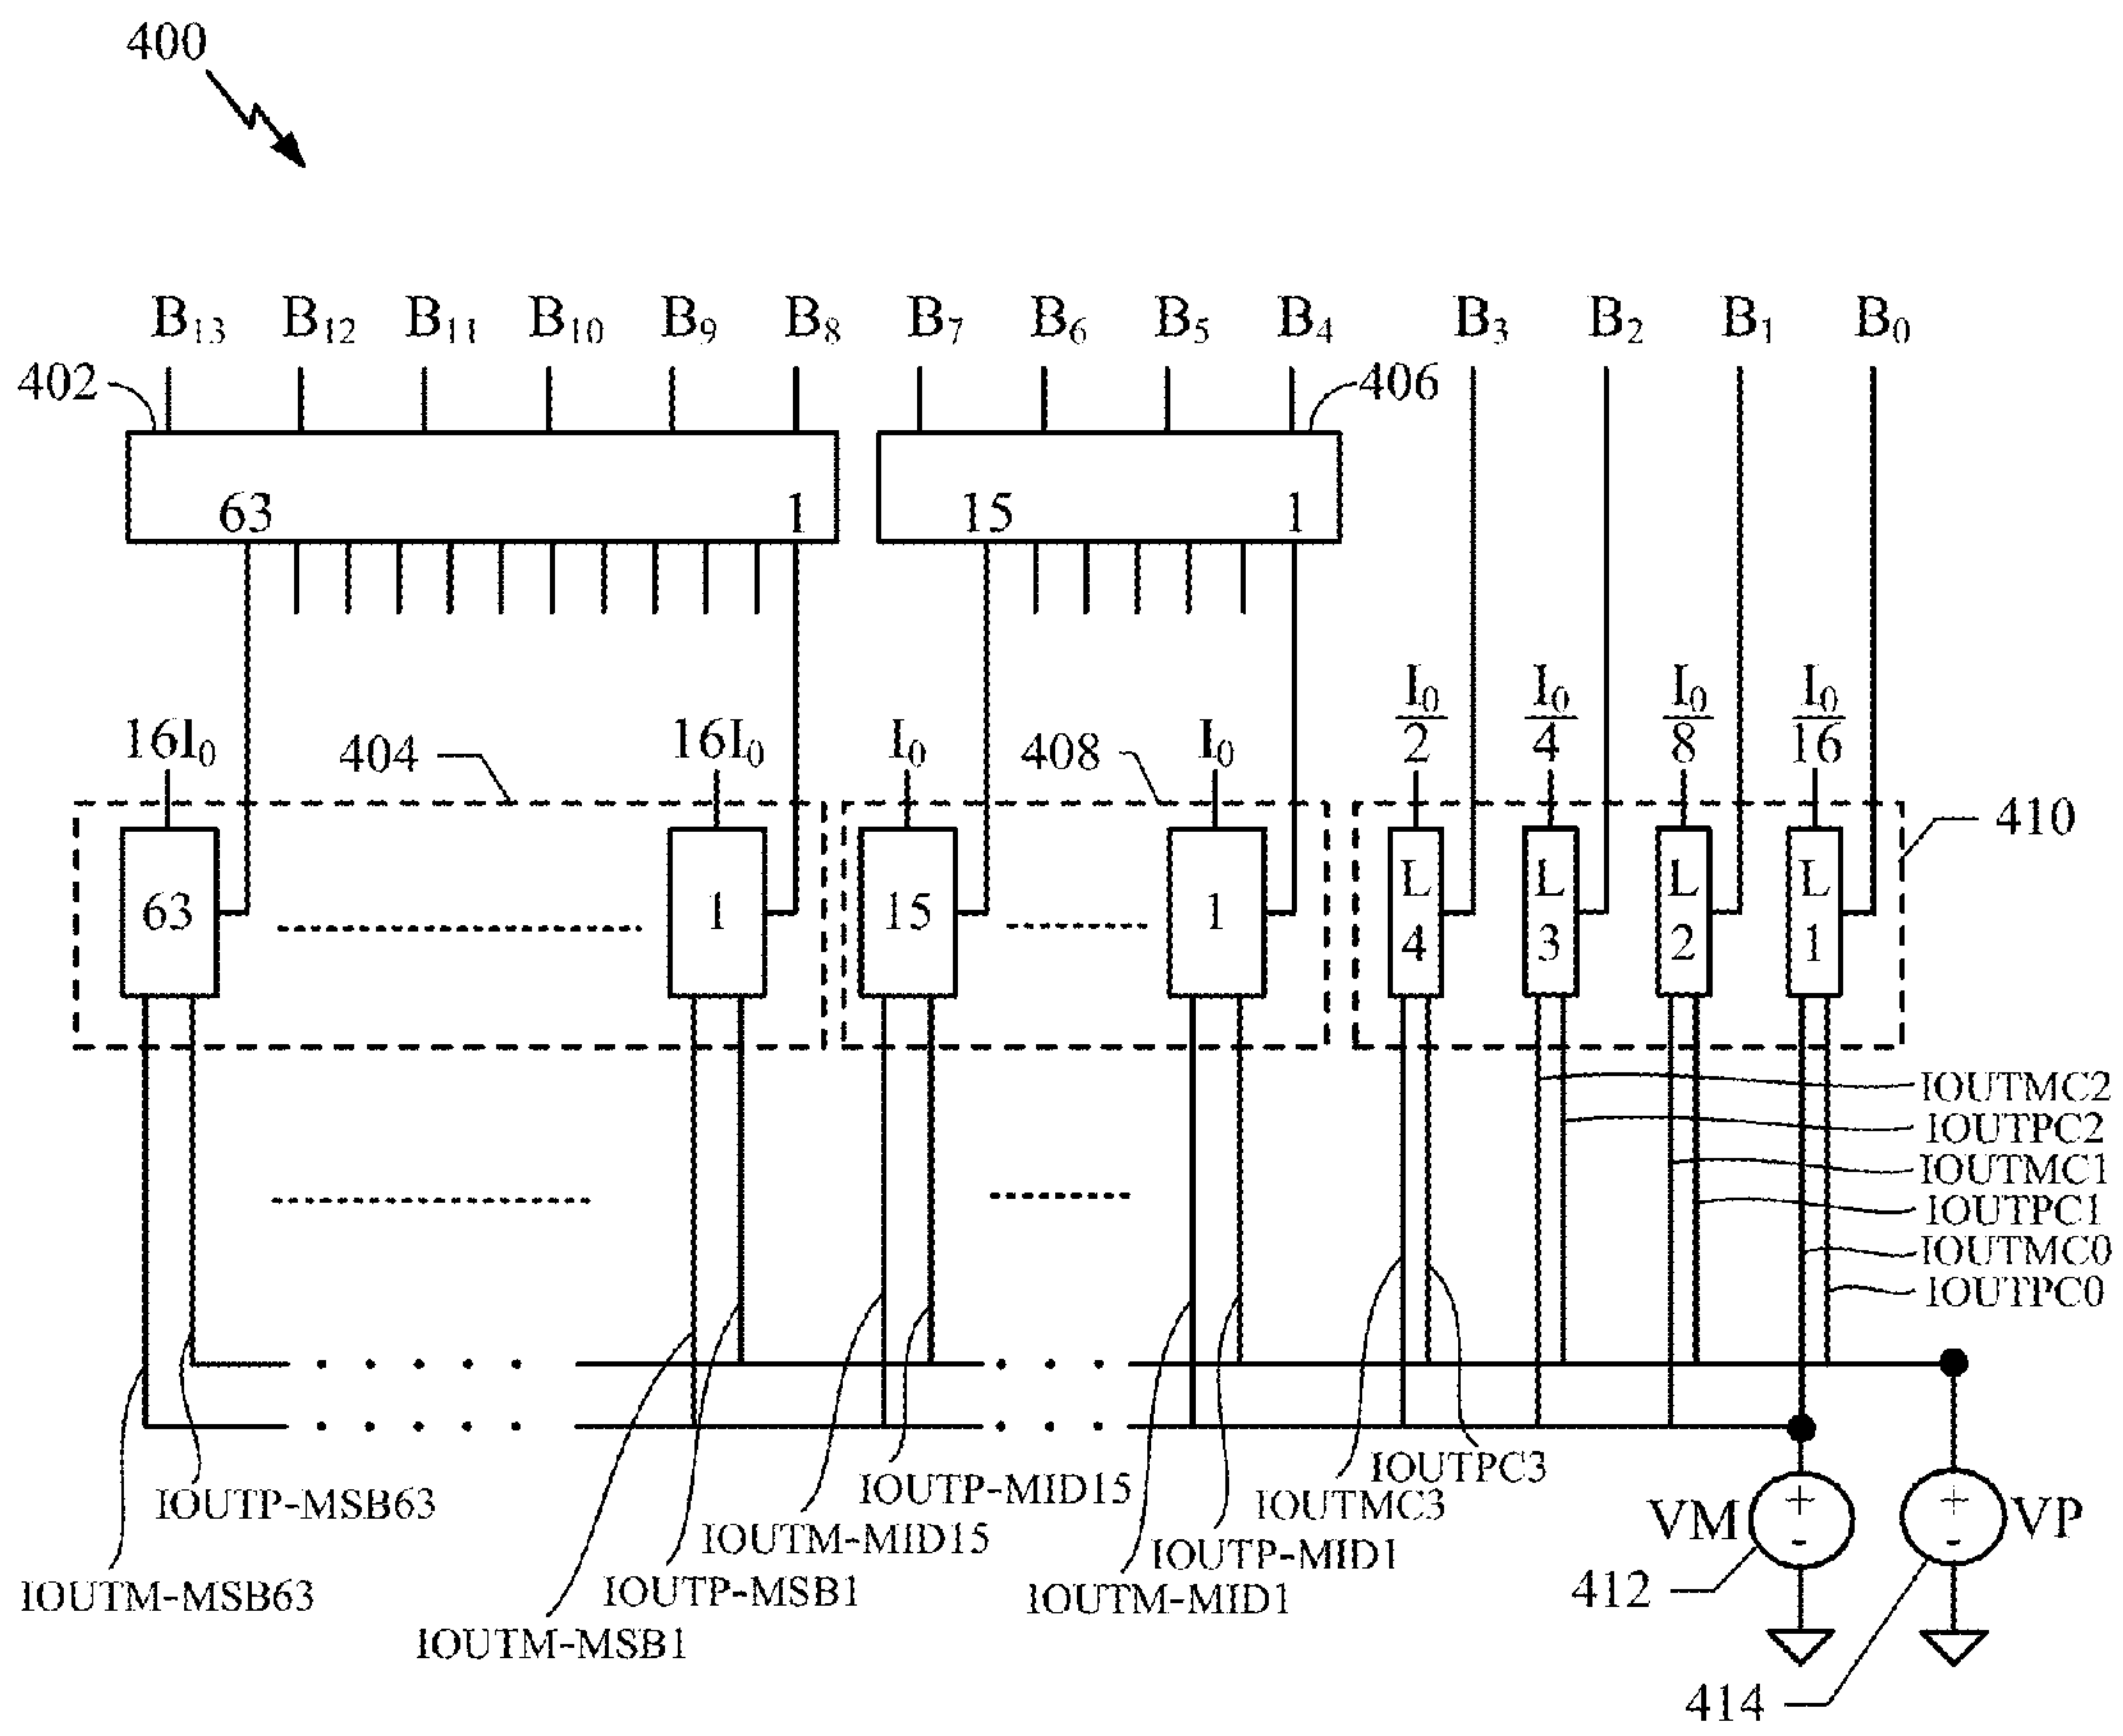 400
B₁₃ B₁₂ B₁₁ B₁₀ B₉ B₈ B₇ B₆ B₅ B₄ B₃ B₂ B₁ B₀
402 406
63 1 15 1
16I₀ 404 16I₀ I₀ 408 I₀ I₀/2 I₀/4 I₀/8 I₀/16
410
63 1 15 1 L4 L3 L2 L1
IOUTMC2
IOUTPC2
IOUTMC1
IOUTPC1
IOUTMC0
IOUTPC0
IOUTPC3
IOUTP-MID15
IOUTP-MSB63
IOUTMC3
VM + - + - VP
IOUTM-MID15
IOUTP-MID1
IOUTP-MSB1
412
IOUTM-MSB63
IOUTM-MID1
IOUTM-MSB1
414